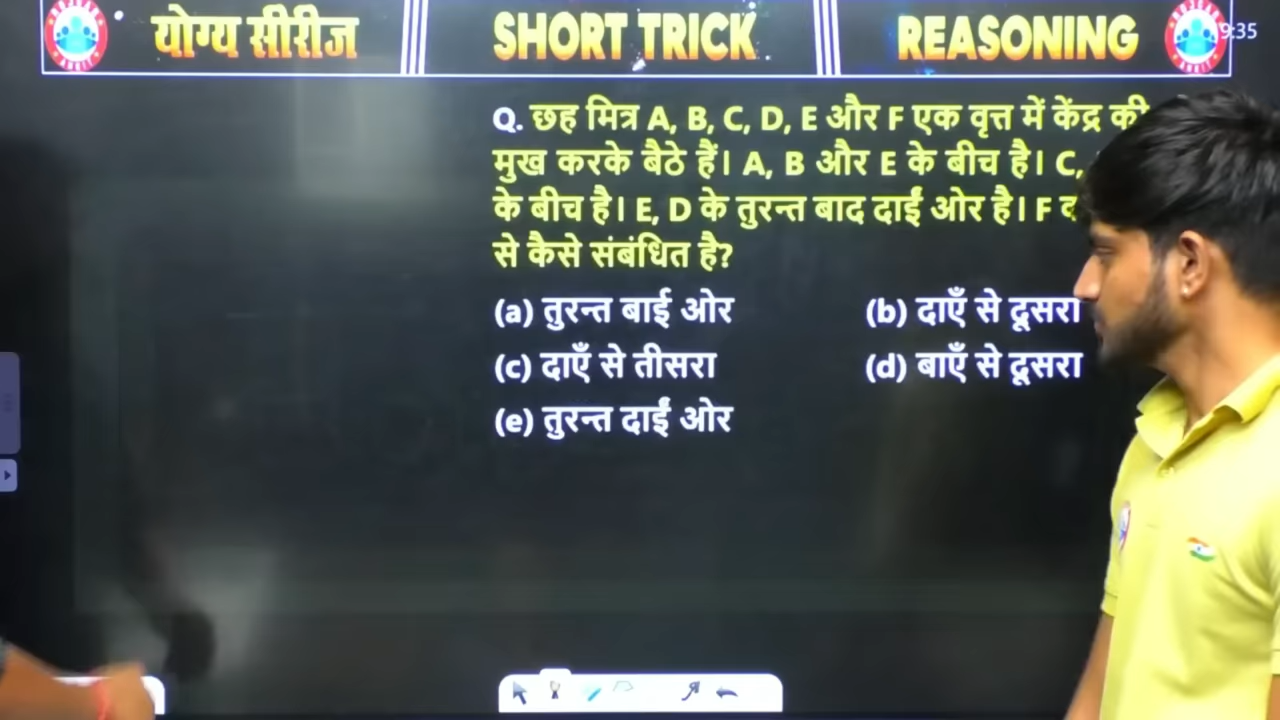 योग्य सीरीज
SHORT TRICK
REASONING
9:35
Q. छह मित्र A, B, C, D, E और F एक वृत्त में केंद्र की
मुख करके बैठे हैं। A, B और E के बीच है। C,
के बीच है। E, D के तुरन्त बाद दाईं ओर है। F
से कैसे संबंधित है?
(a) तुरन्त बाई ओर
(b) दाएँ से दूसरा
(c) दाएँ से तीसरा
(d) बाएँ से दूसरा
(e) तुरन्त दाईं ओर